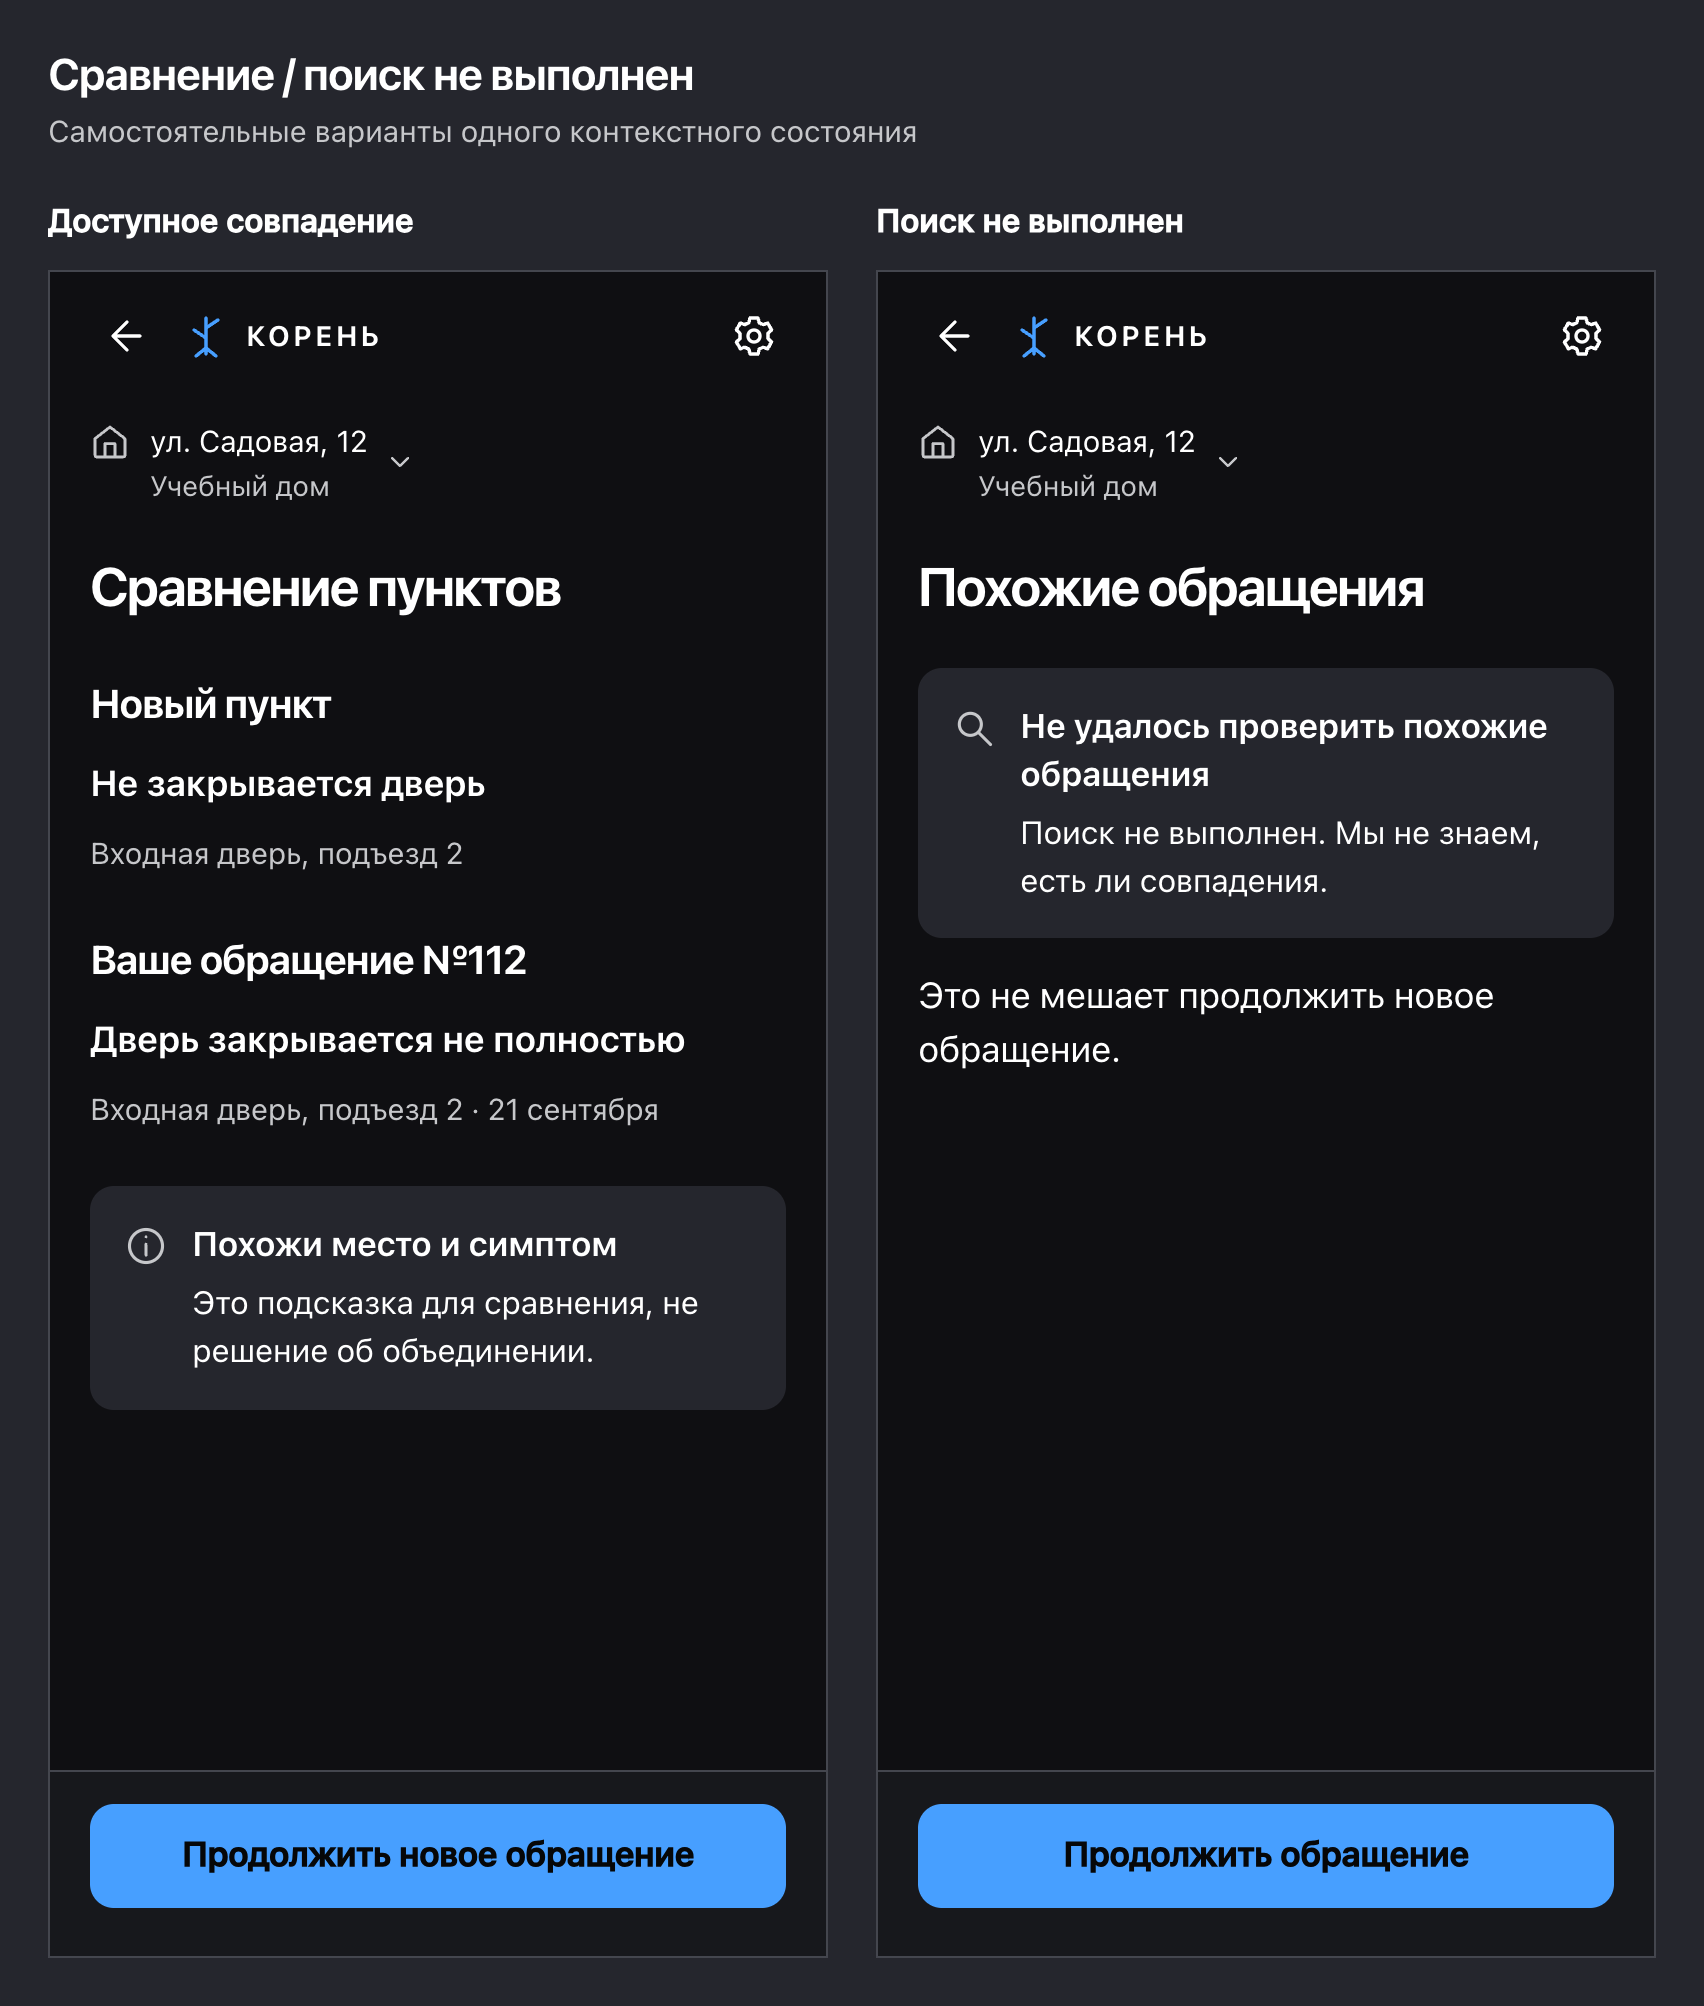 Сравнение / поиск не выполнен
Самостоятельные варианты одного контекстного состояния
Доступное совпадение
КОРЕНЬ
ул. Садовая, 12
Учебный дом
Сравнение пунктов
Новый пункт
Не закрывается дверь
Входная дверь, подъезд 2
Ваше обращение №112
Дверь закрывается не полностью
Входная дверь, подъезд 2 · 21 сентября
Похожи место и симптом
Это подсказка для сравнения, не
решение об объединении.
Продолжить новое обращение
Поиск не выполнен
КОРЕНЬ
ул. Садовая, 12
Учебный дом
Похожие обращения
Не удалось проверить похожие
обращения
Поиск не выполнен. Мы не знаем,
есть ли совпадения.
Это не мешает продолжить новое
обращение.
Продолжить обращение